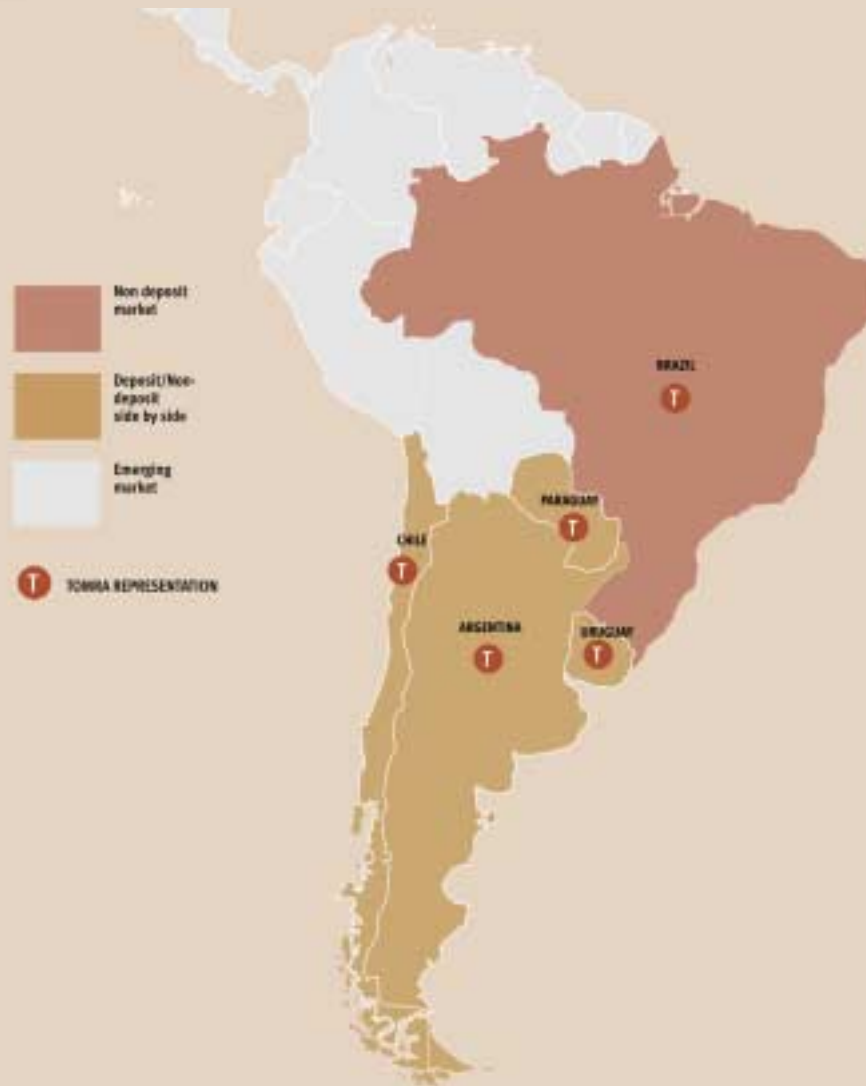 Non deposit
market
Deposit/Non-
deposit
side by side
Emerging
market
T TOMRA REPRESENTATION
BRAZIL
T
PARAGUAY
T
CHILE
T
ARGENTINA
T
URUGUAY
T